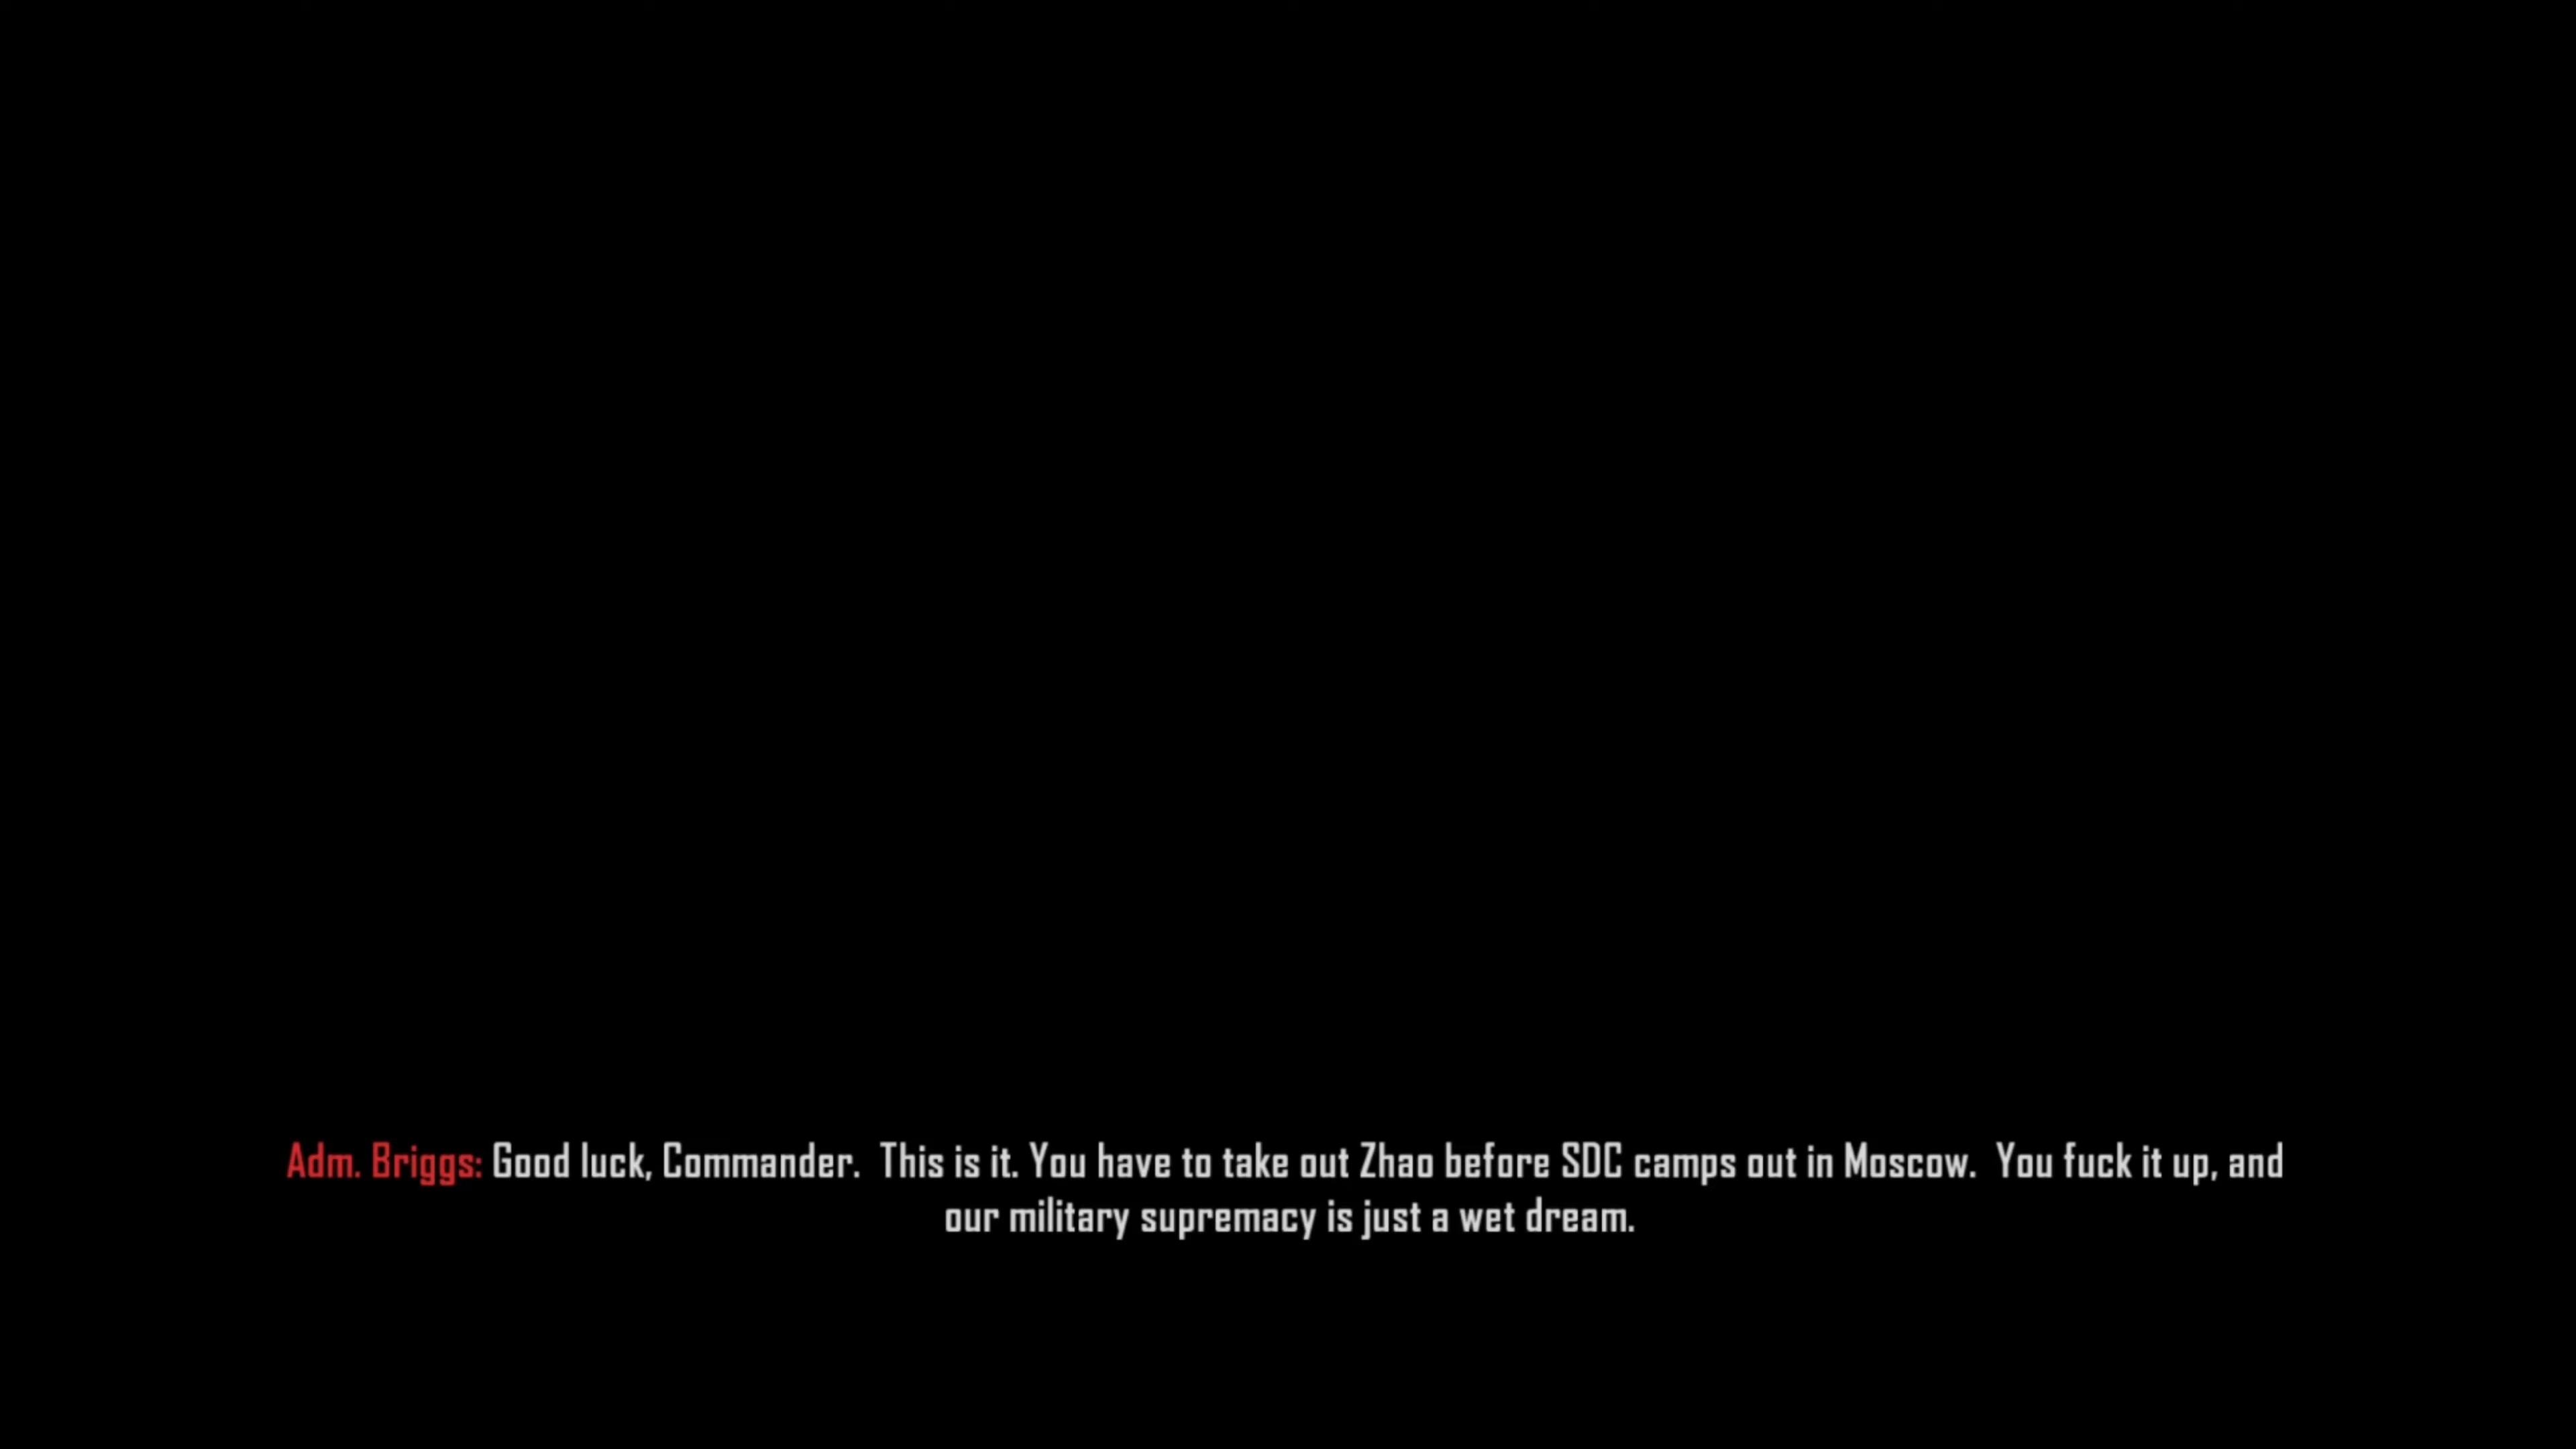 Adm. Briggs: Good luck, Commander.  This is it. You have to take out Zhao before SDC camps out in Moscow.  You fuck it up, and
our military supremacy is just a wet dream.